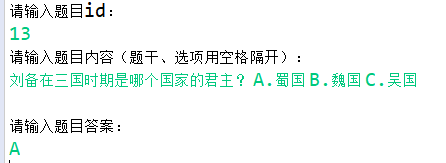 请输入题目id:
13
请输入题目内容(题干、选项用空格隔开):
刘备在三国时期是哪个国家的君主? A.蜀国 B.魏国 C.吴国
请输入题目答案:
A